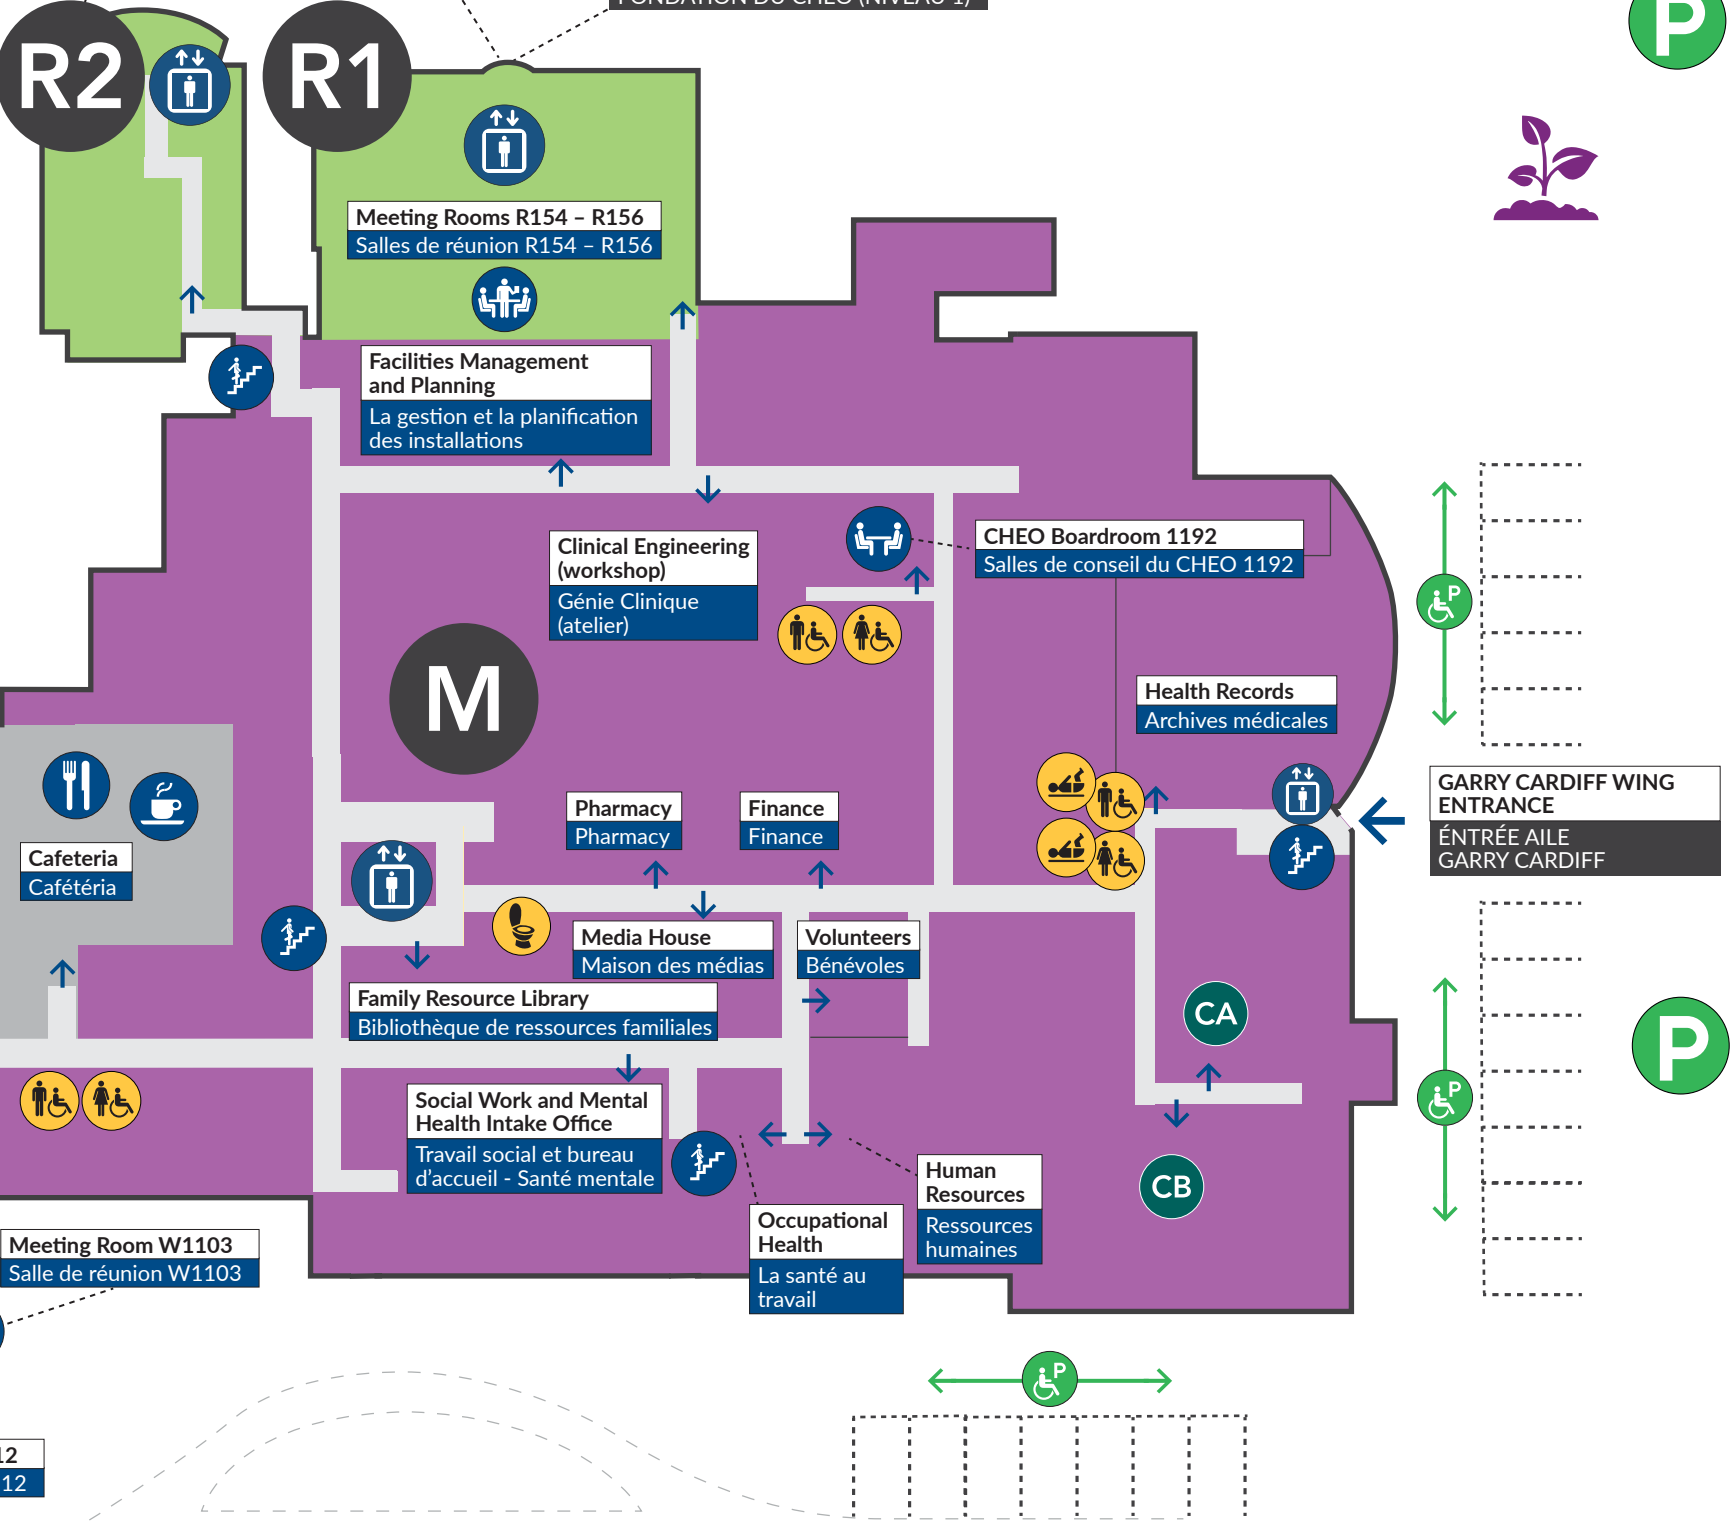 FONDATION DU CHEO (NIVEAU 1)
P
R2
R1
Meeting Rooms R154 – R156
Salles de réunion R154 – R156
Facilities Management
and Planning
La gestion et la planification
des installations
Clinical Engineering
(workshop)
Génie Clinique
(atelier)
CHEO Boardroom 1192
Salles de conseil du CHEO 1192
P
M
Health Records
Archives médicales
GARRY CARDIFF WING
ENTRANCE
ÉNTRÉE AILE
GARRY CARDIFF
Pharmacy
Pharmacy
Finance
Finance
Cafeteria
Cafétéria
Media House
Maison des médias
Volunteers
Bénévoles
Family Resource Library
Bibliothèque de ressources familiales
CA
P
P
Social Work and Mental
Health Intake Office
Travail social et bureau
d'accueil - Santé mentale
Human
Resources
Ressources
humaines
CB
Occupational
Health
La santé au
travail
Meeting Room W1103
Salle de réunion W1103
P
12
12